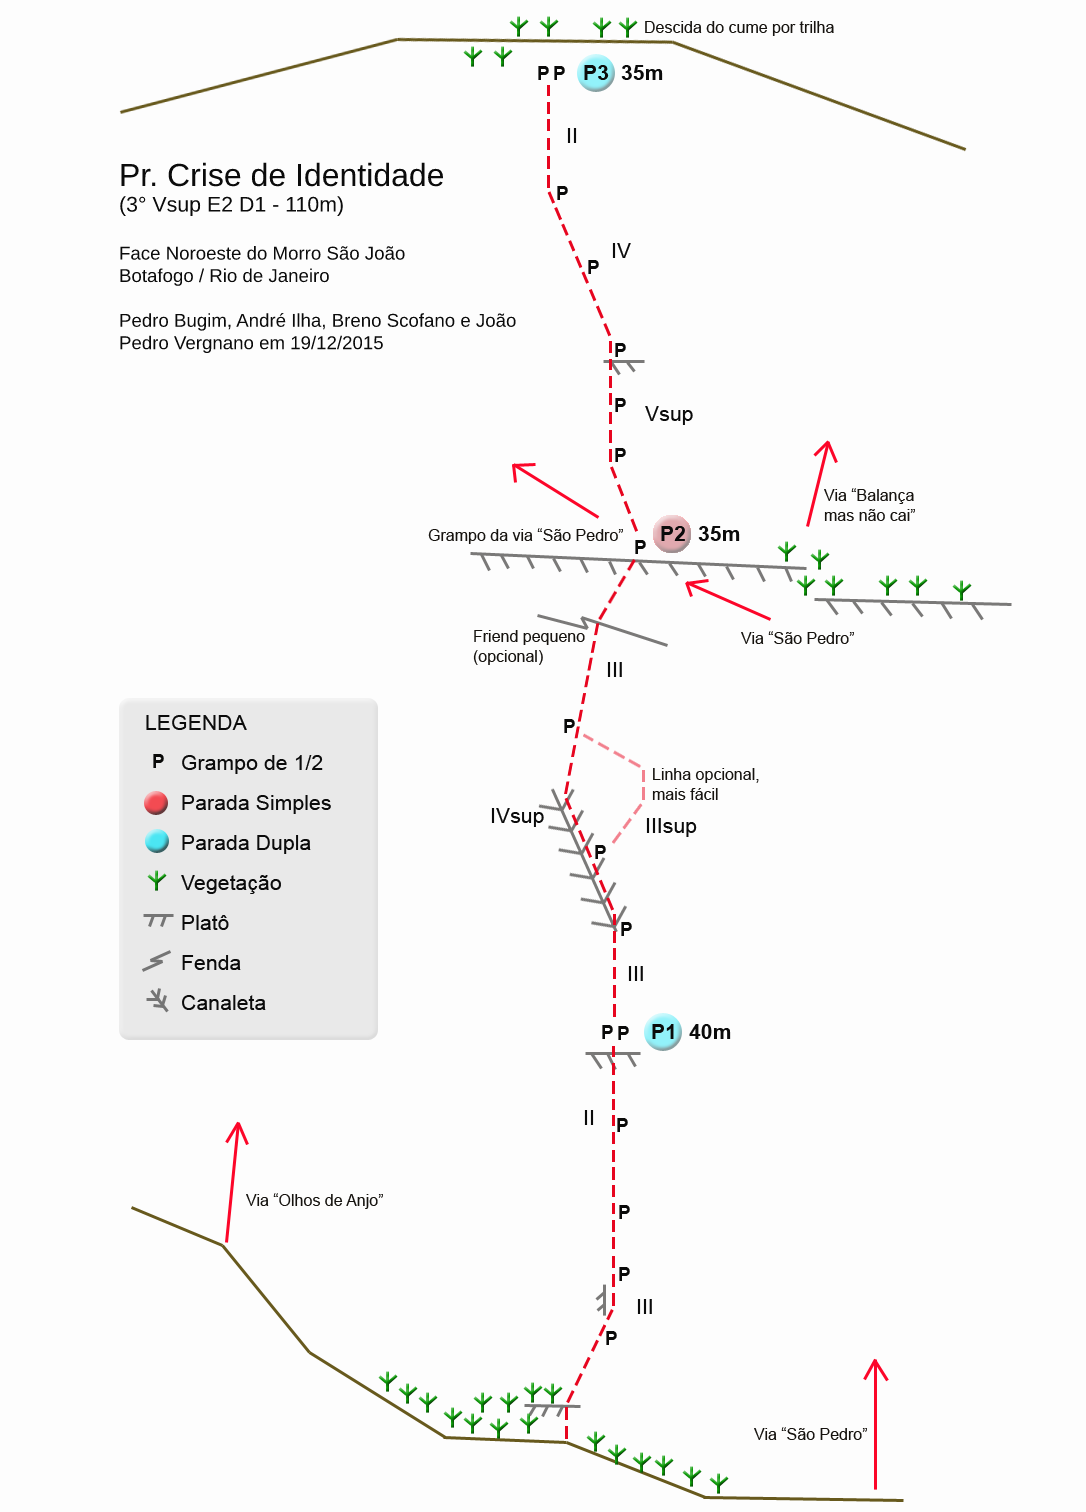 Descida do cume por trilha
P P P3 35m
II
Pr. Crise de Identidade
(3° Vsup E2 D1 - 110m)
P
Face Noroeste do Morro São João
Botafogo / Rio de Janeiro
IV
P
Pedro Bugim, André Ilha, Breno Scofano e João
Pedro Vergnano em 19/12/2015
P
P
Vsup
P
Via “Balança
mas não cai”
Grampo da via “São Pedro”
P
P2 35m
Friend pequeno
(opcional)
Via “São Pedro”
III
P
Linha opcional,
mais fácil
IVsup
IIIsup
P
P
III
P P P1 40m
LEGENDA
P Grampo de 1/2
Parada Simples
Parada Dupla
Vegetação
Platô
Fenda
Canaleta
II
P
Via “Olhos de Anjo”
P
P
III
P
Via “São Pedro”